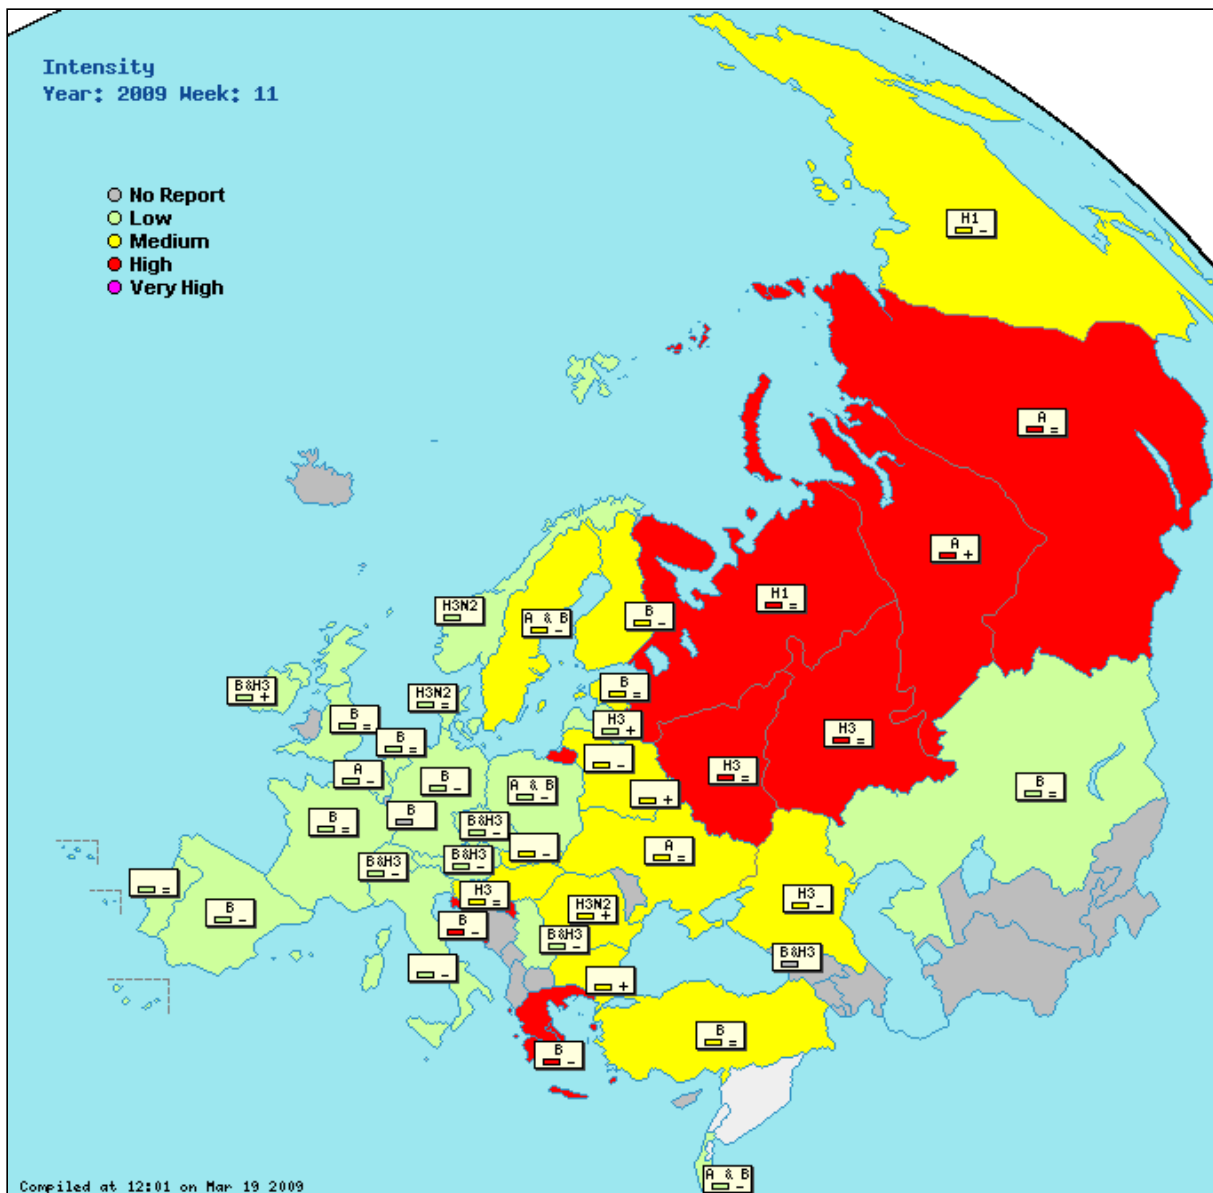 Intensity
Year: 2009 Week: 11
No Report
Low
Medium
High
Very High
H1
-
A
=
A
+
H1
=
H3N2
A & B
-
B
-
B&H3
+
H3N2
=
B
=
B
=
B
=
H3
+
-
H3
=
H3
=
A
-
B
-
A & B
-
+
B
=
B
=
B
B&H3
-
-
A
=
B&H3
-
B&H3
-
=
B
-
H3
=
H3N2
+
H3
-
B
-
B&H3
-
B&H3
-
+
B
=
B
-
A & B
-
Compiled at 12:01 on Mar 19 2009